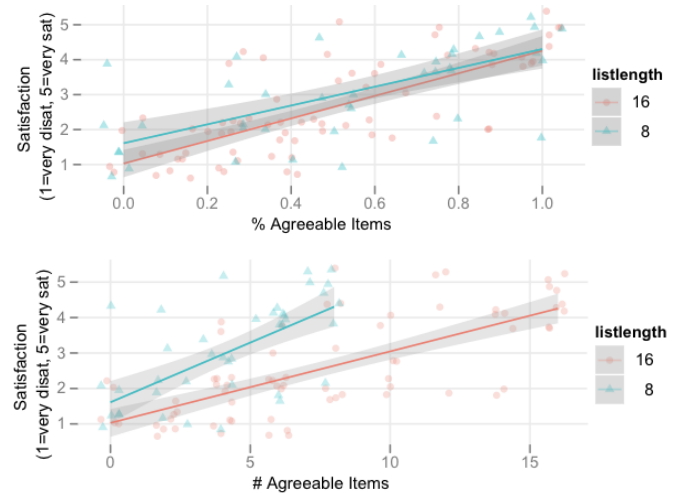 Satisfaction
(1=very disat, 5=very sat)
5
4
3
2
1
0.0 0.2 0.4 0.6 0.8 1.0
% Agreeable Items
listlength
16
8
Satisfaction
(1=very disat, 5=very sat)
5
4
3
2
1
0 5 10 15
# Agreeable Items
listlength
16
8